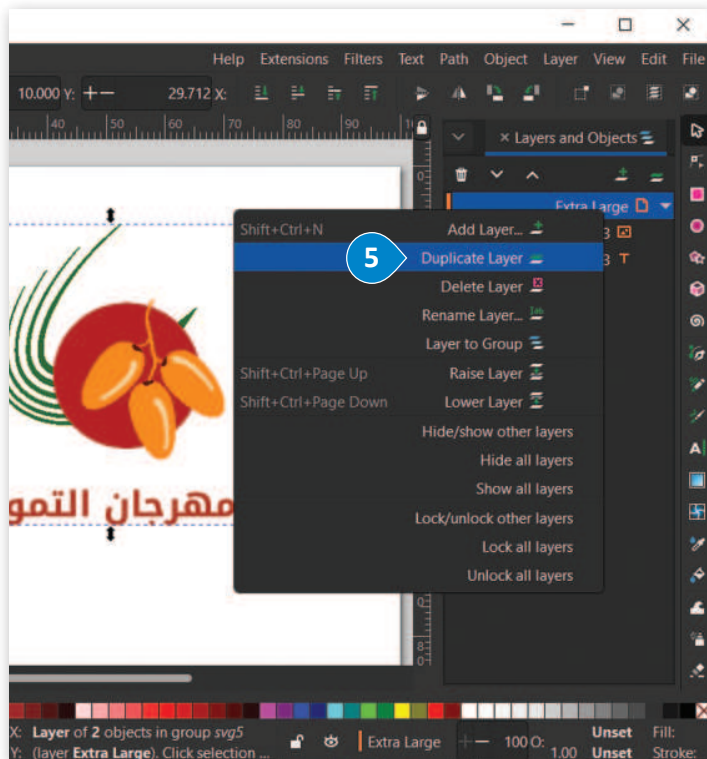 Help Extensions Filters Text Path Object Layer View Edit File
10.000 Y: 29.712 X:
40 50 60 70 80 90
× Layers and Objects
Extra Large
Shift+Ctrl+N Add Layer...
5 Duplicate Layer
Delete Layer
Rename Layer...
Layer to Group
Shift+Ctrl+Page Up Raise Layer
Shift+Ctrl+Page Down Lower Layer
Hide/show other layers
Hide all layers
Show all layers
Lock/unlock other layers
Lock all layers
Unlock all layers
مهرجان التمو
X: Layer of 2 objects in group svg5
Y: (layer Extra Large). Click selection ...
Extra Large
100 O:
1.00
Unset Fill:
Unset Stroke: